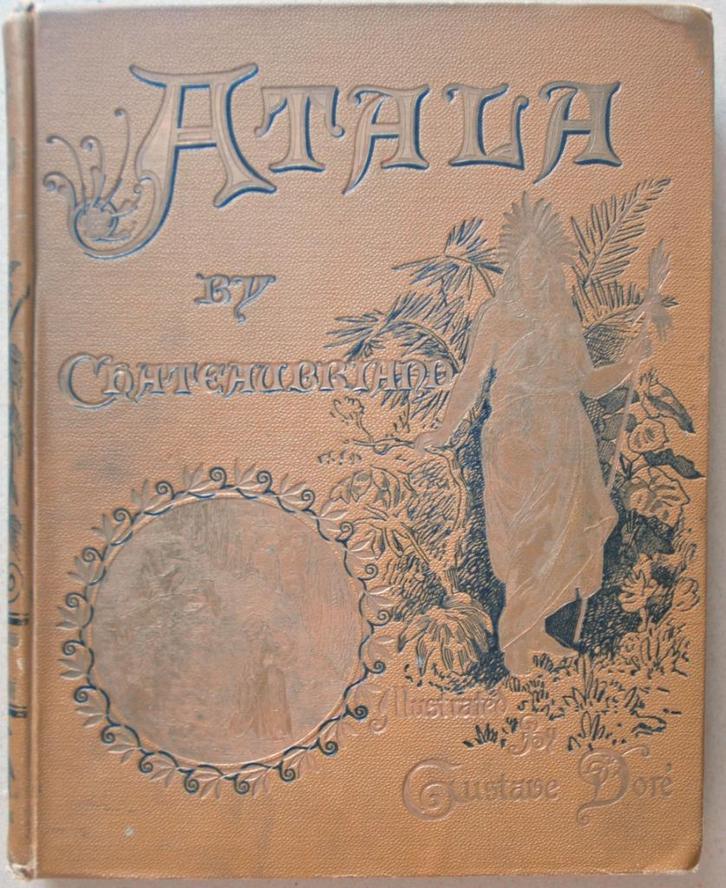 ATALA
BY
CHATEAUBRIAND
Illustrated
By
Gustave Doré